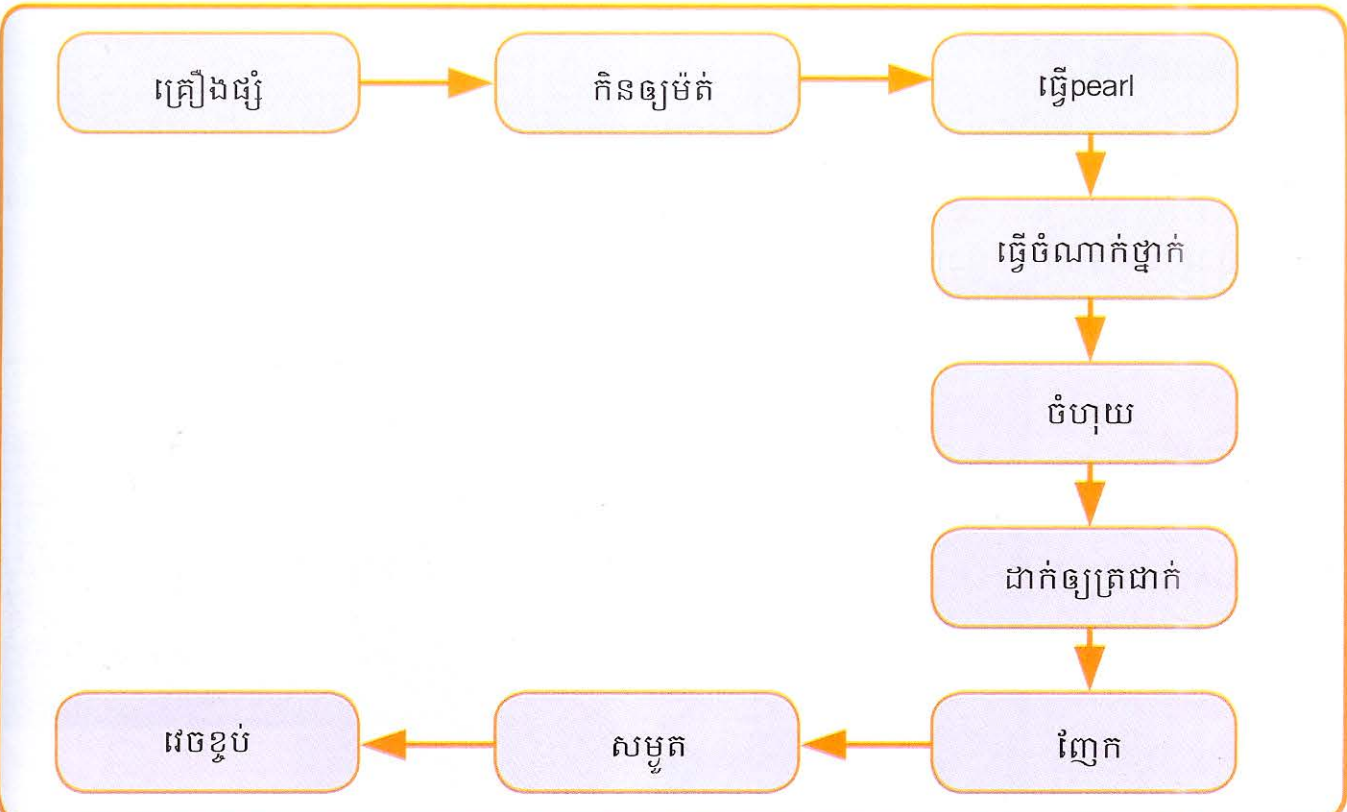 គ្រឿងផ្សំ
កិនឲ្យម៉ត់
ធ្វើpearl
ធ្វើចំណាក់ថ្នាក់
ចំហុយ
ដាក់ឲ្យត្រជាក់
ញែក
សម្ងួត
វេចខ្ចប់